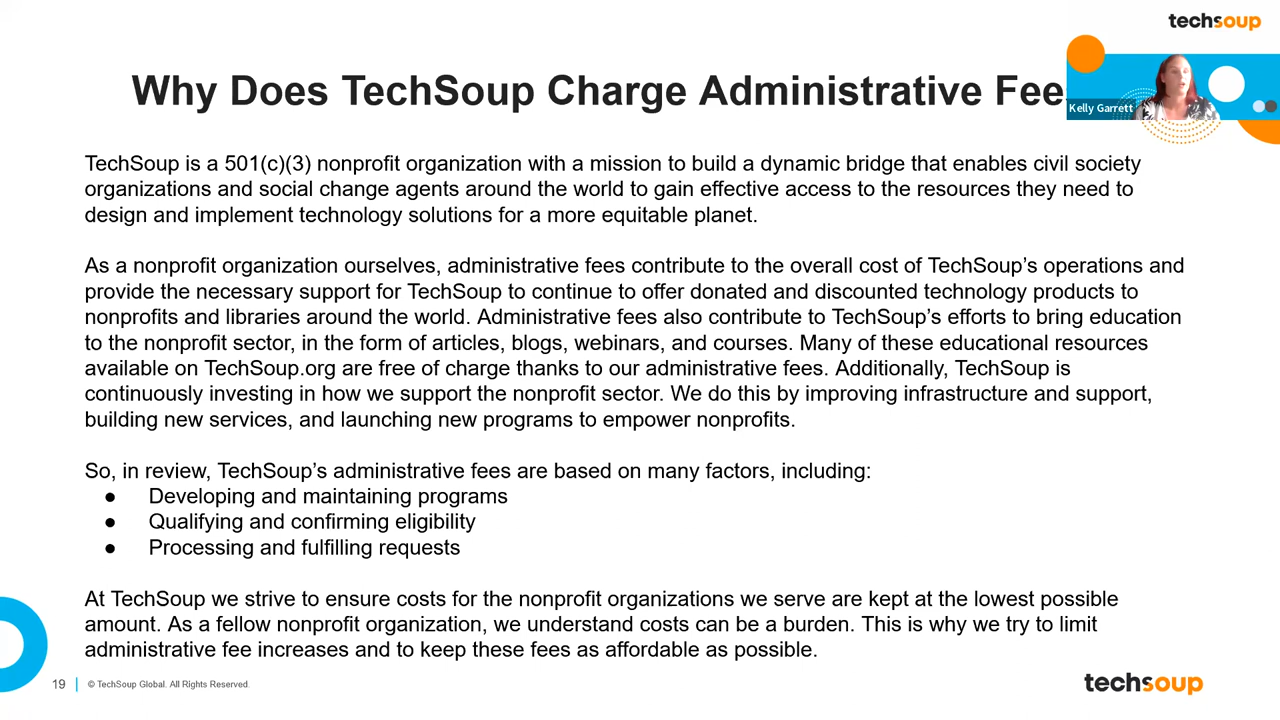 techsoup
Why Does TechSoup Charge Administrative Fee
Kelly Garrett
TechSoup is a 501(c)(3) nonprofit organization with a mission to build a dynamic bridge that enables civil society
organizations and social change agents around the world to gain effective access to the resources they need to
design and implement technology solutions for a more equitable planet.
As a nonprofit organization ourselves, administrative fees contribute to the overall cost of TechSoup’s operations and
provide the necessary support for TechSoup to continue to offer donated and discounted technology products to
nonprofits and libraries around the world. Administrative fees also contribute to TechSoup’s efforts to bring education
to the nonprofit sector, in the form of articles, blogs, webinars, and courses. Many of these educational resources
available on TechSoup.org are free of charge thanks to our administrative fees. Additionally, TechSoup is
continuously investing in how we support the nonprofit sector. We do this by improving infrastructure and support,
building new services, and launching new programs to empower nonprofits.
So, in review, TechSoup’s administrative fees are based on many factors, including:
● Developing and maintaining programs
● Qualifying and confirming eligibility
● Processing and fulfilling requests
At TechSoup we strive to ensure costs for the nonprofit organizations we serve are kept at the lowest possible
amount. As a fellow nonprofit organization, we understand costs can be a burden. This is why we try to limit
administrative fee increases and to keep these fees as affordable as possible.
19 | © TechSoup Global. All Rights Reserved.
techsoup